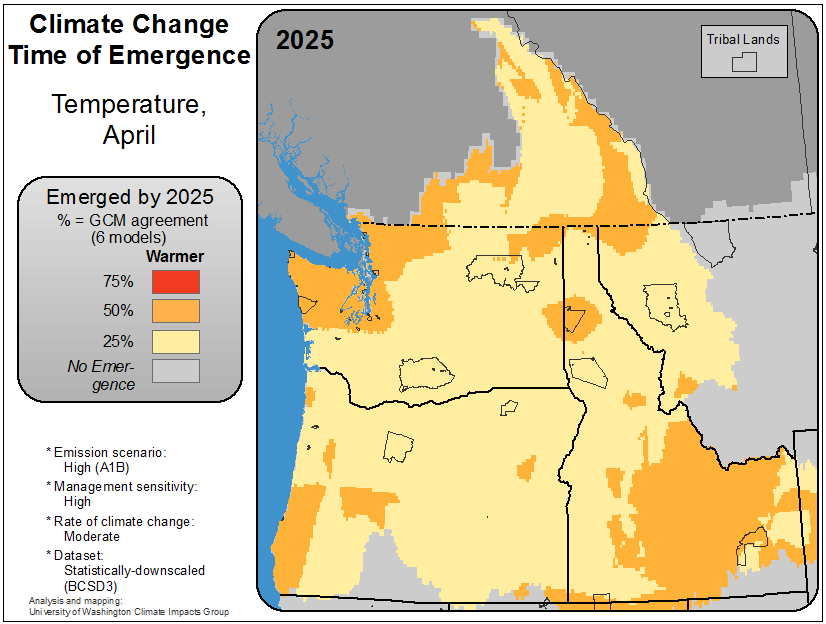 Climate Change
Time of Emergence
Temperature,
April
2025
Tribal Lands
Emerged by 2025
% = GCM agreement
(6 models)
Warmer
75%
50%
25%
No Emer-
gence
* Emission scenario:
High (A1B)
* Management sensitivity:
High
* Rate of climate change:
Moderate
* Dataset:
Statistically-downscaled
(BCSD3)
Analysis and mapping:
University of Washington Climate Impacts Group